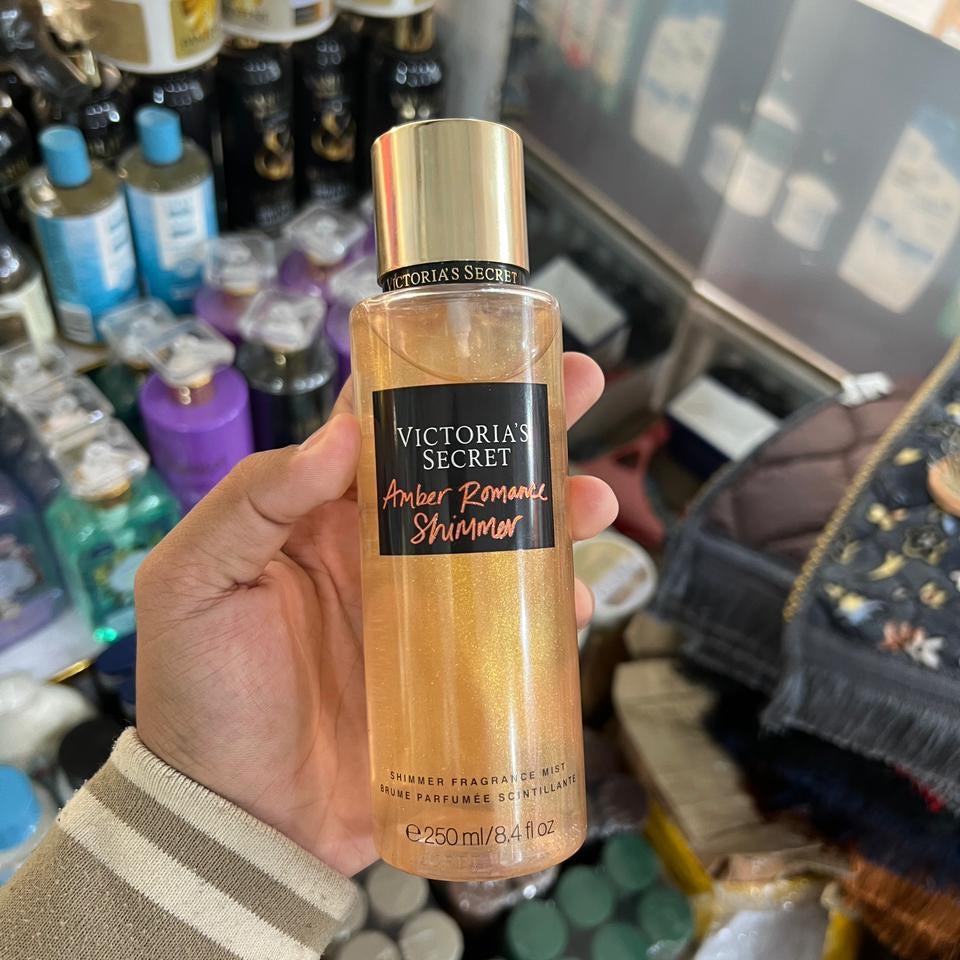 VICTORIA'S SECRET
VICTORIA'S
SECRET
Amber Romance
Shimmer
SHIMMER FRAGRANCE MIST
BRUME PARFUMÉE SCINTILLANTE
℮250 ml/8.4 fl oz